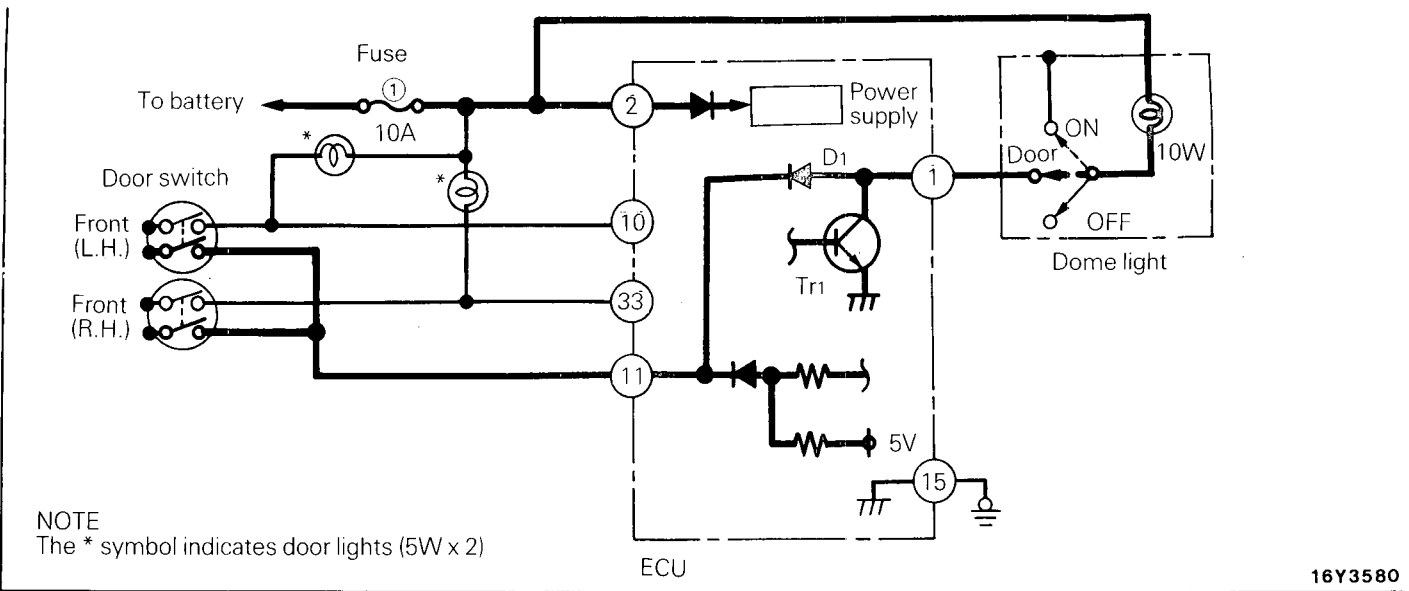 Fuse
To battery
①
10A
*
*
Door switch
Front
(L.H.)
Front
(R.H.)
2
10
33
11
Power
supply
D1
Tr1
1
5V
15
ON
Door
10W
OFF
Dome light
NOTE
The * symbol indicates door lights (5W x 2)
ECU
16Y3580